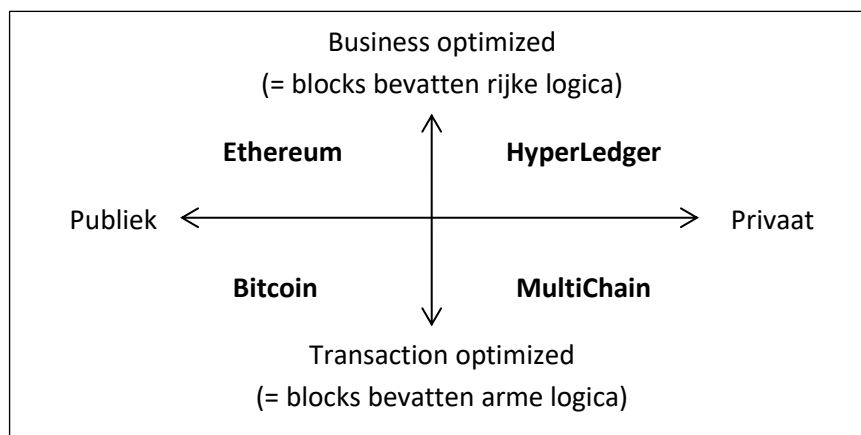 Business optimized
(= blocks bevatten rijke logica)
Ethereum HyperLedger
Publiek Privaat
Bitcoin MultiChain
Transaction optimized
(= blocks bevatten arme logica)